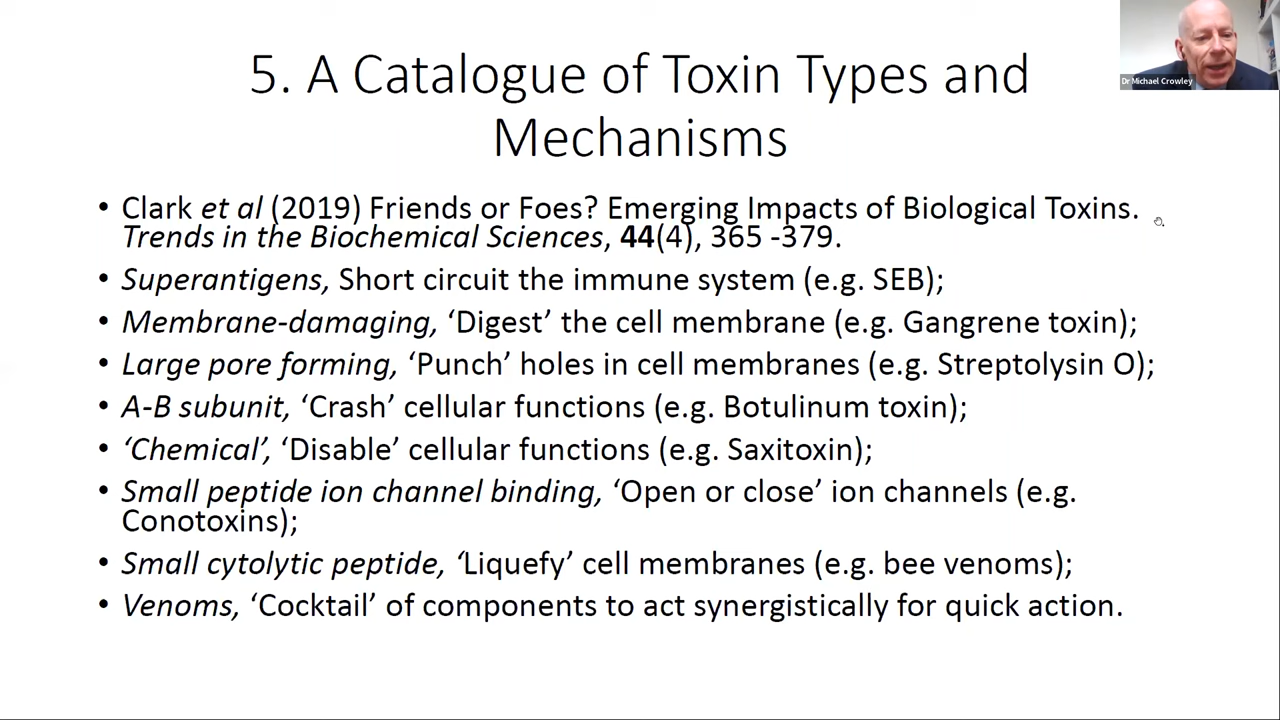 5. A Catalogue of Toxin Types and
Mechanisms
Dr Michael Crowley
• Clark et al (2019) Friends or Foes? Emerging Impacts of Biological Toxins.
Trends in the Biochemical Sciences, 44(4), 365 -379.
• Superantigens, Short circuit the immune system (e.g. SEB);
• Membrane-damaging, ‘Digest’ the cell membrane (e.g. Gangrene toxin);
• Large pore forming, ‘Punch’ holes in cell membranes (e.g. Streptolysin O);
• A-B subunit, ‘Crash’ cellular functions (e.g. Botulinum toxin);
• ‘Chemical’, ‘Disable’ cellular functions (e.g. Saxitoxin);
• Small peptide ion channel binding, ‘Open or close’ ion channels (e.g.
Conotoxins);
• Small cytolytic peptide, ‘Liquefy’ cell membranes (e.g. bee venoms);
• Venoms, ‘Cocktail’ of components to act synergistically for quick action.